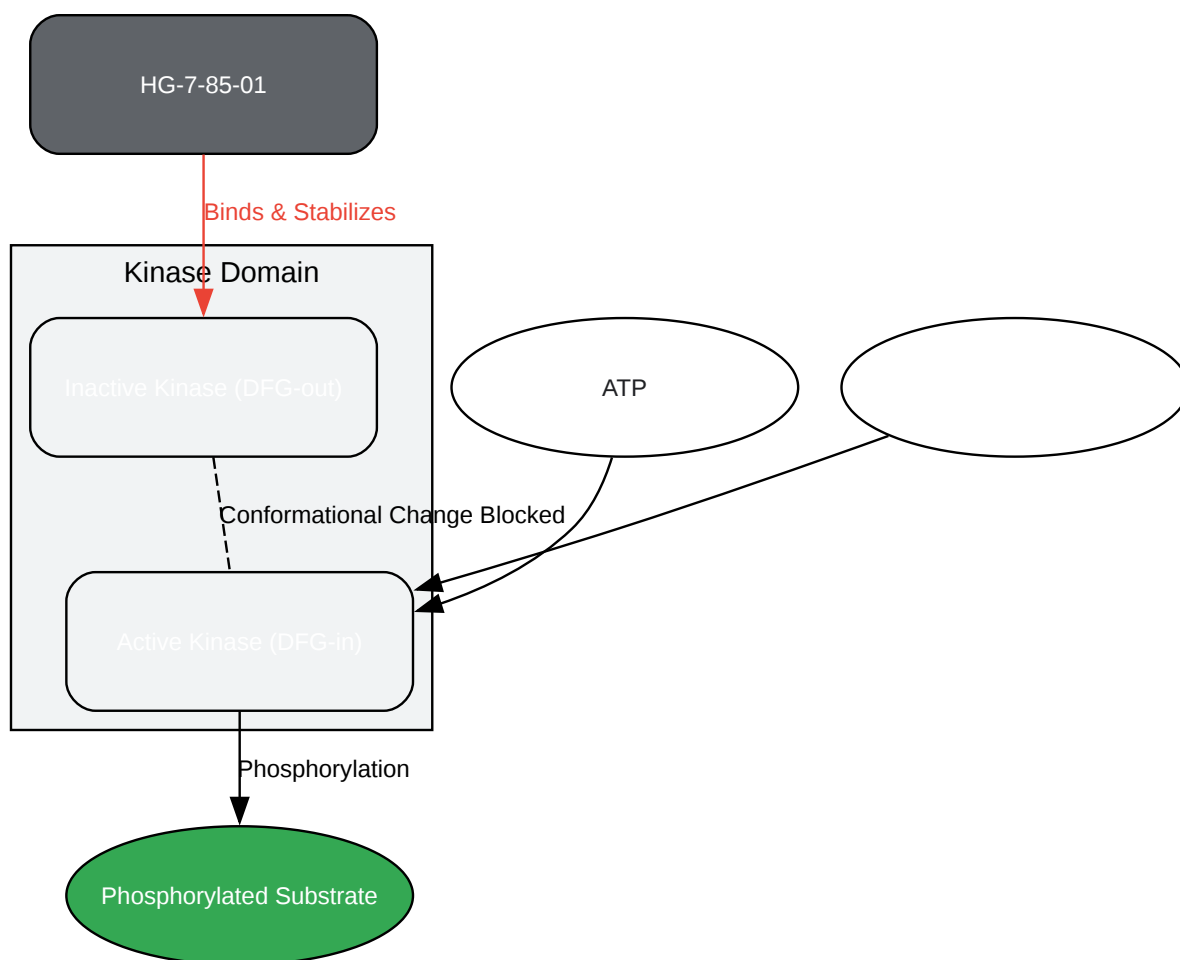 HG-7-85-01
Binds & Stabilizes
Kinase Domain
Inactive Kinase (DFG-out)
ATP
Conformational Change Blocked
Active Kinase (DFG-in)
Phosphorylation
Phosphorylated Substrate